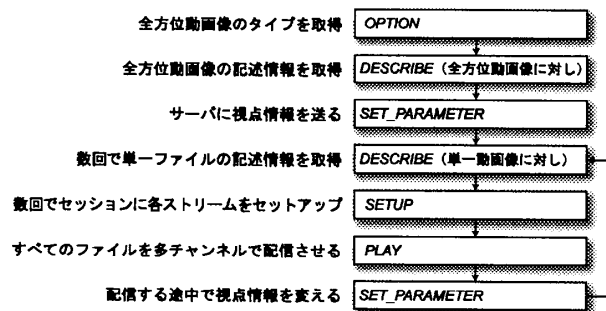 全方位動画像のタイプを取得 OPTION
全方位動画像の記述情報を取得 DESCRIBE（全方位動画像に対し）
サーバに視点情報を送る SET_PARAMETER
数回で単一ファイルの記述情報を取得 DESCRIBE（単一動画像に対し）
数回でセッションに各ストリームをセットアップ SETUP
すべてのファイルを多チャンネルで配信させる PLAY
配信する途中で視点情報を変える SET_PARAMETER